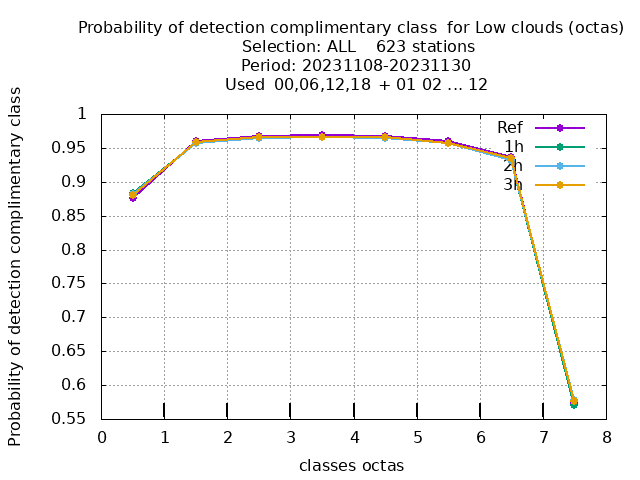 Probability of detection complimentary class  for Low clouds (octas)
Selection: ALL    623 stations
Period: 20231108-20231130
Used  00,06,12,18  + 01 02 ... 12
Probability of detection complimentary class
1
0.95
0.9
0.85
0.8
0.75
0.7
0.65
0.6
0.55
Ref
1h
2h
3h
0 1 2 3 4 5 6 7 8
classes octas